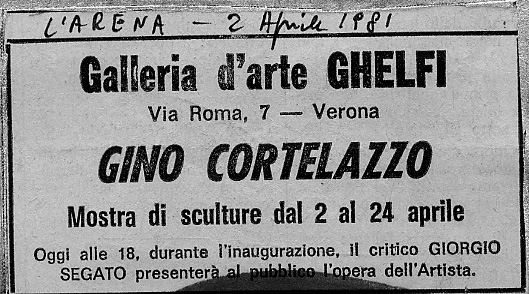 L'ARENA - 2 Aprile 1981
Galleria d'arte GHELFI
Via Roma, 7 — Verona
GINO CORTELAZZO
Mostra di sculture dal 2 al 24 aprile
Oggi alle 18, durante l'inaugurazione, il critico GIORGIO
SEGATO presenterà al pubblico l'opera dell'Artista.